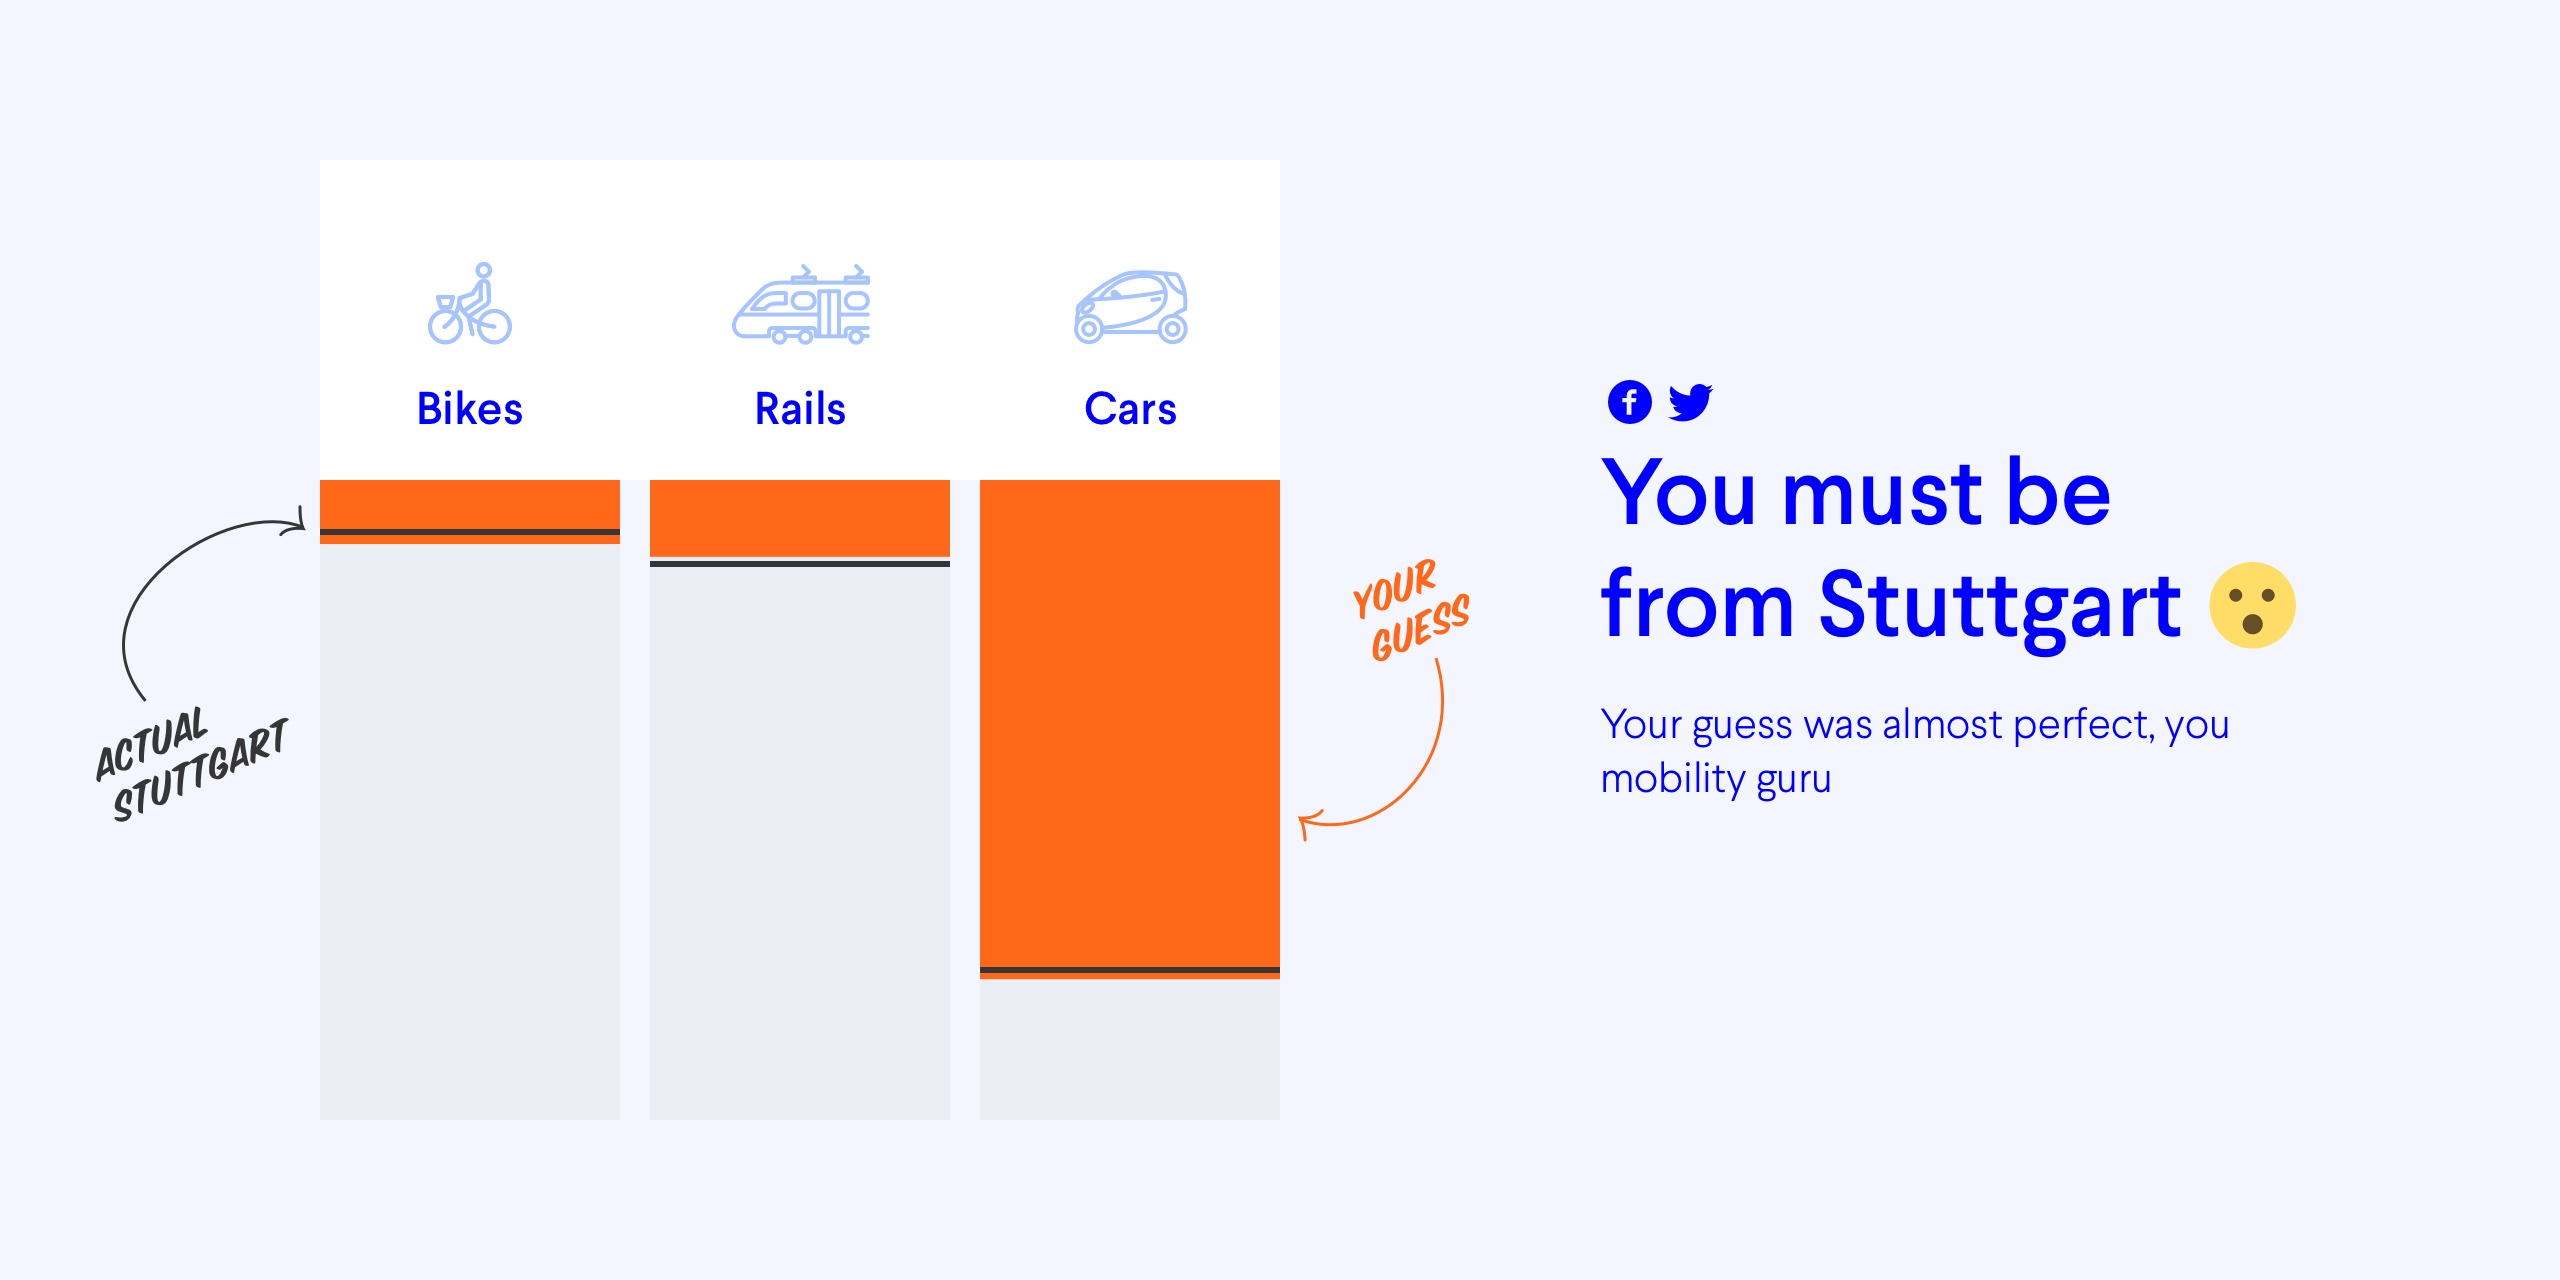 Bikes
Rails
Cars
ACTUAL
STUTTGART
YOUR
GUESS
You must be
from Stuttgart
Your guess was almost perfect, you
mobility guru